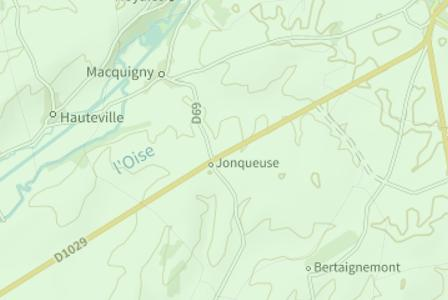 Macquigny
Hauteville
D69
l'Oise
Jonqueuse
D1029
Bertaignemont